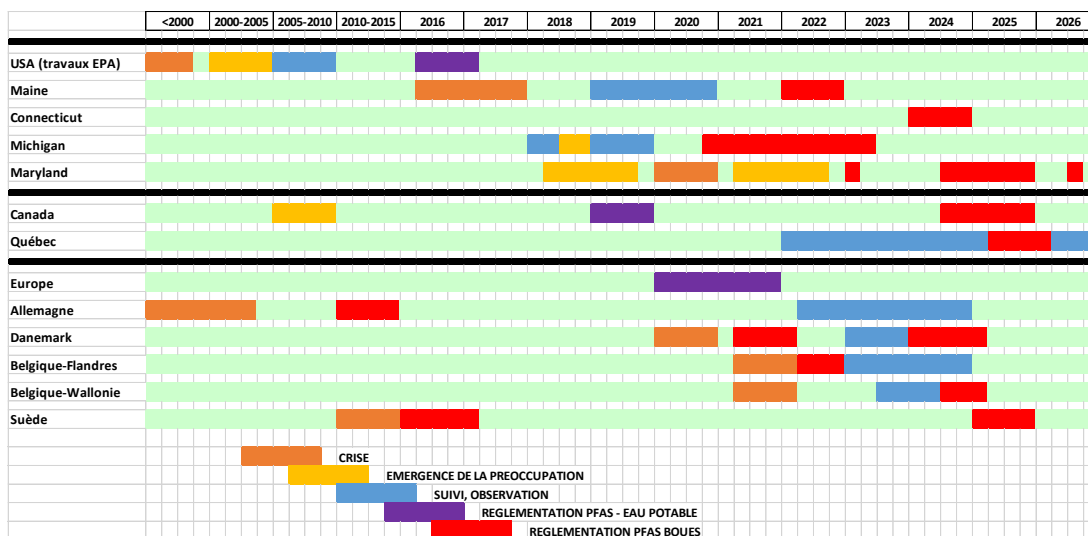 <2000 2000-2005 2005-2010 2010-2015 2016 2017 2018 2019 2020 2021 2022 2023 2024 2025 2026
USA (travaux EPA)
Maine
Connecticut
Michigan
Maryland
Canada
Québec
Europe
Allemagne
Danemark
Belgique-Flandres
Belgique-Wallonie
Suède
CRISE
EMERGENCE DE LA PREOCCUPATION
SUIVI, OBSERVATION
REGLEMENTATION PFAS - EAU POTABLE
REGLEMENTATION PFAS BOUES